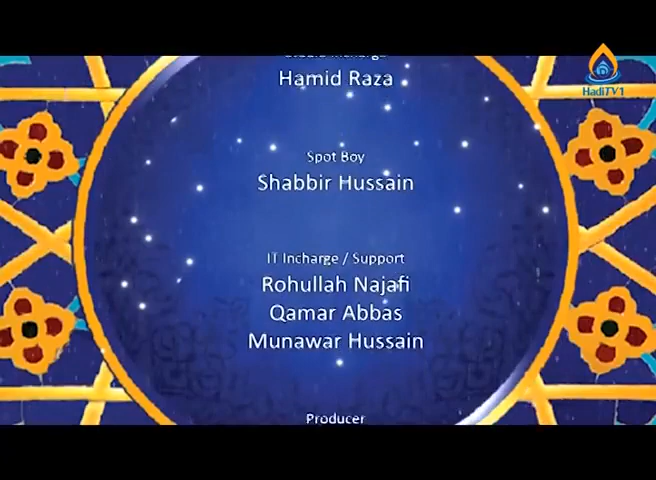 Hamid Raza
HadiTV1
Spot Boy
Shabbir Hussain
IT Incharge / Support
Rohullah Najafi
Qamar Abbas
Munawar Hussain
Producer